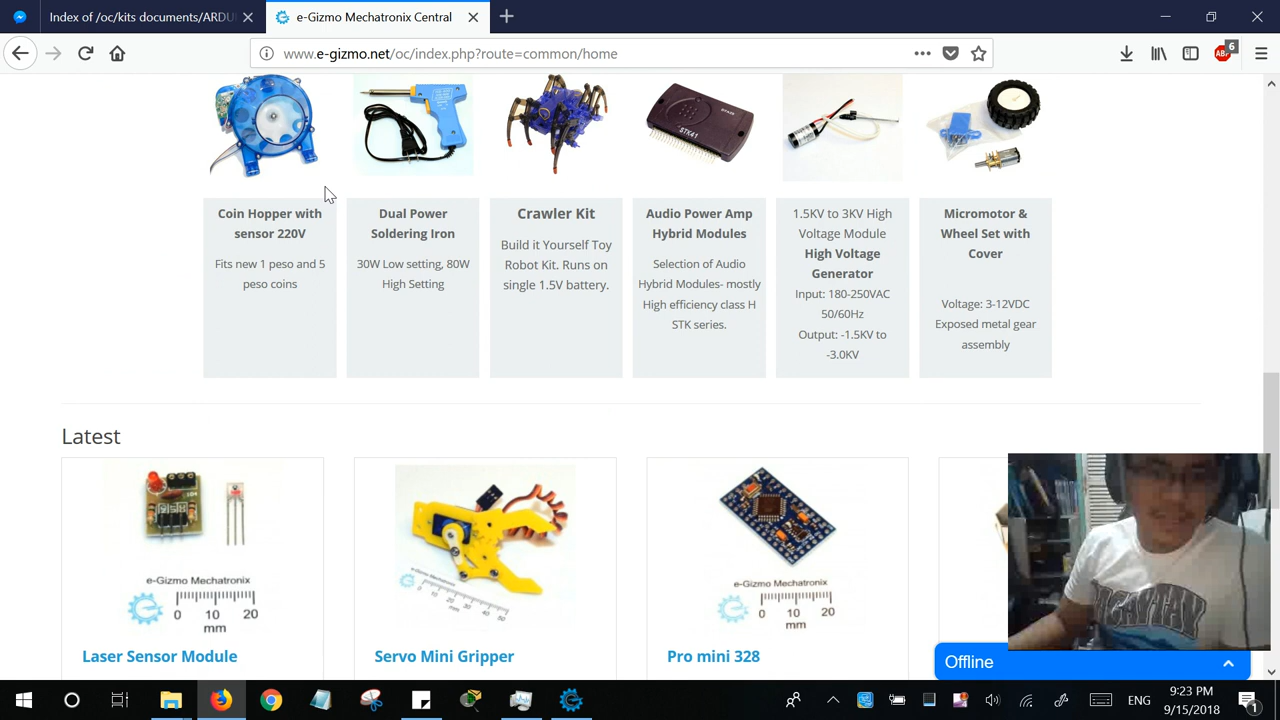 Index of /oc/kits documents/ARDU
e-Gizmo Mechatronix Central
www.e-gizmo.net/oc/index.php?route=common/home
ABP
6
STK41
Coin Hopper with
sensor 220V
Fits new 1 peso and 5
peso coins
Dual Power
Soldering Iron
30W Low setting, 80W
High Setting
Crawler Kit
Build it Yourself Toy
Robot Kit. Runs on
single 1.5V battery.
Audio Power Amp
Hybrid Modules
Selection of Audio
Hybrid Modules- mostly
High efficiency class H
STK series.
1.5KV to 3KV High
Voltage Module
High Voltage
Generator
Input: 180-250VAC
50/60Hz
Output: -1.5KV to
-3.0KV
Micromotor &
Wheel Set with
Cover
Voltage: 3-12VDC
Exposed metal gear
assembly
Latest
e-Gizmo Mechatronix
0 10 20
mm
Laser Sensor Module
e-Gizmo Mechatronix
Servo Mini Gripper
e-Gizmo Mechatronix
0 10 20
mm
Pro mini 328
Offline
ENG
9:23 PM
9/15/2018
1